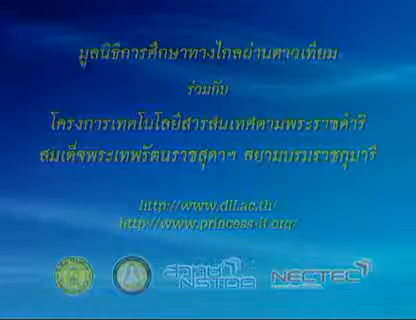 มูลนิธิการศึกษาทางไกลผ่านดาวเทียม
ร่วมกับ
โครงการเทคโนโลยีสารสนเทศตามพระราชดำริ
สมเด็จพระเทพรัตนราชสุดาฯ สยามบรมราชกุมารี
http://www.dlf.ac.th/
http://www.princess-it.org/
สวทช
NSTDA
NECTEC